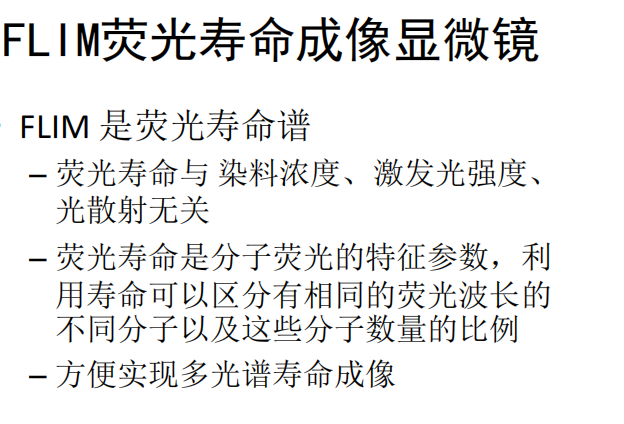 FLIM荧光寿命成像显微镜
• FLIM 是荧光寿命谱
– 荧光寿命与 染料浓度、激发光强度、
光散射无关
– 荧光寿命是分子荧光的特征参数，利
用寿命可以区分有相同的荧光波长的
不同分子以及这些分子数量的比例
– 方便实现多光谱寿命成像